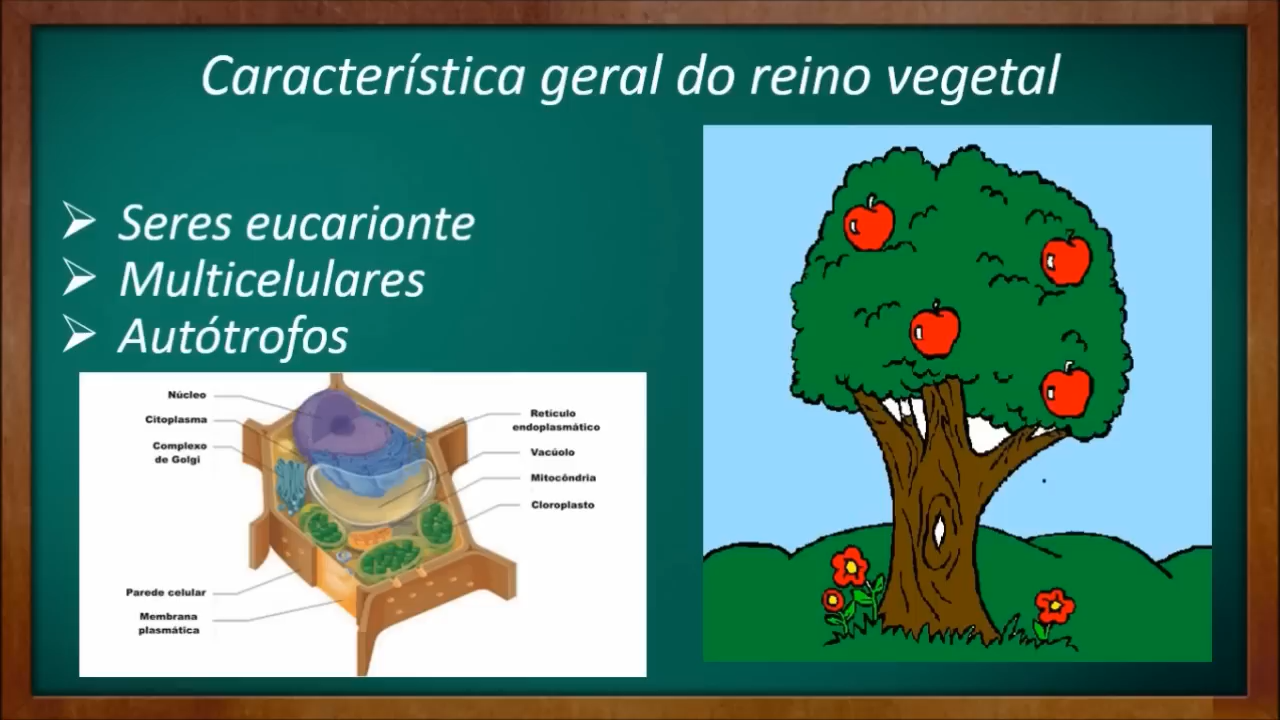 Característica geral do reino vegetal
Seres eucarionte
Multicelulares
Autótrofos
Núcleo
Citoplasma
Complexo
de Golgi
Parede celular
Membrana
plasmática
Retículo
endoplasmático
Vacúolo
Mitocôndria
Cloroplasto